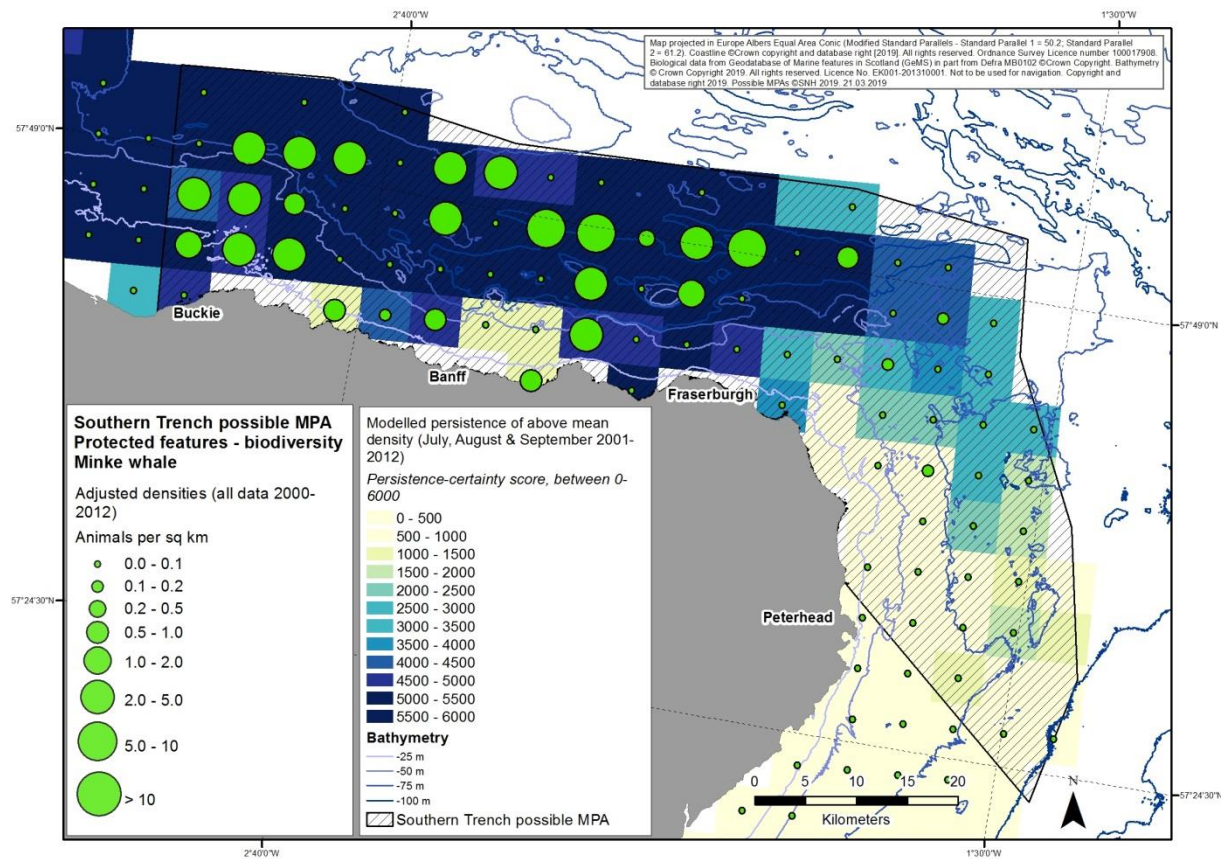 2°40'0"W
1°30'0"W
Map projected in Europe Albers Equal Area Conic (Modified Standard Parallels - Standard Parallel 1 = 50.2; Standard Parallel
2 = 61.2). Coastline ©Crown copyright and database right [2019]. All rights reserved. Ordnance Survey Licence number 100017908.
Biological data from Geodatabase of Marine features in Scotland (GeMS) in part from Defra MB0102 ©Crown Copyright. Bathymetry
© Crown Copyright 2019. All rights reserved. Licence No. EK001-201310001. Not to be used for navigation. Copyright and
database right 2019. Possible MPAs ©SNH 2019. 21.03.2019
57°49'0"N
57°49'0"N
Buckie
Banff
Fraserburgh
Peterhead
57°24'30"N
57°24'30"N
Southern Trench possible MPA
Protected features - biodiversity
Minke whale
Adjusted densities (all data 2000-
2012)
Animals per sq km
0.0 - 0.1
0.1 - 0.2
0.2 - 0.5
0.5 - 1.0
1.0 - 2.0
2.0 - 5.0
5.0 - 10
> 10
Modelled persistence of above mean
density (July, August & September 2001-
2012)
Persistence-certainty score, between 0-
6000
0 - 500
500 - 1000
1000 - 1500
1500 - 2000
2000 - 2500
2500 - 3000
3000 - 3500
3500 - 4000
4000 - 4500
4500 - 5000
5000 - 5500
5500 - 6000
Bathymetry
-25 m
-50 m
-75 m
-100 m
Southern Trench possible MPA
0 5 10 15 20
Kilometers
N
2°40'0"W
1°30'0"W